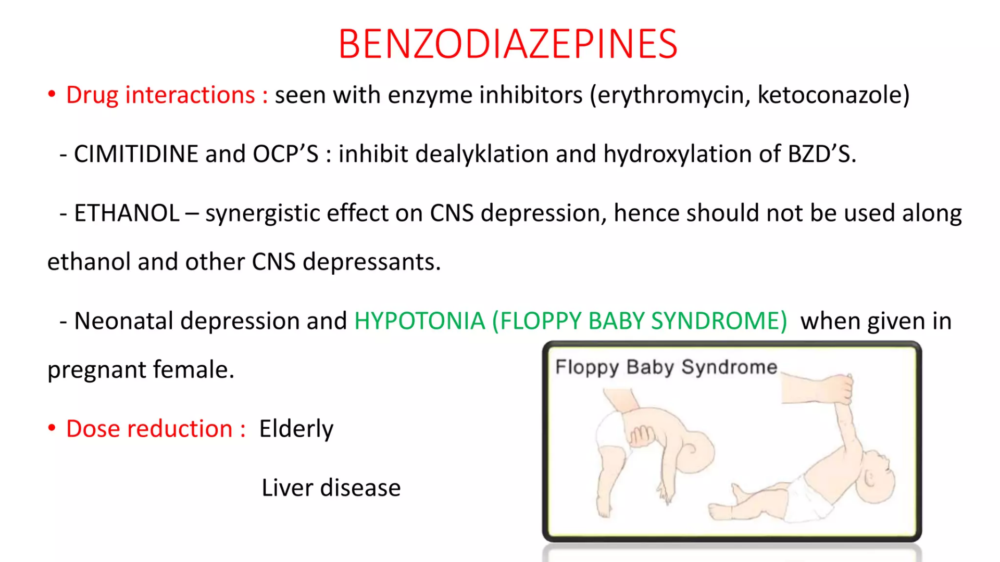 BENZODIAZEPINES
• Drug interactions : seen with enzyme inhibitors (erythromycin, ketoconazole)
- CIMITIDINE and OCP’S : inhibit dealyklation and hydroxylation of BZD’S.
- ETHANOL – synergistic effect on CNS depression, hence should not be used along
ethanol and other CNS depressants.
- Neonatal depression and HYPOTONIA (FLOPPY BABY SYNDROME) when given in
pregnant female.
Floppy Baby Syndrome
• Dose reduction : Elderly
Liver disease